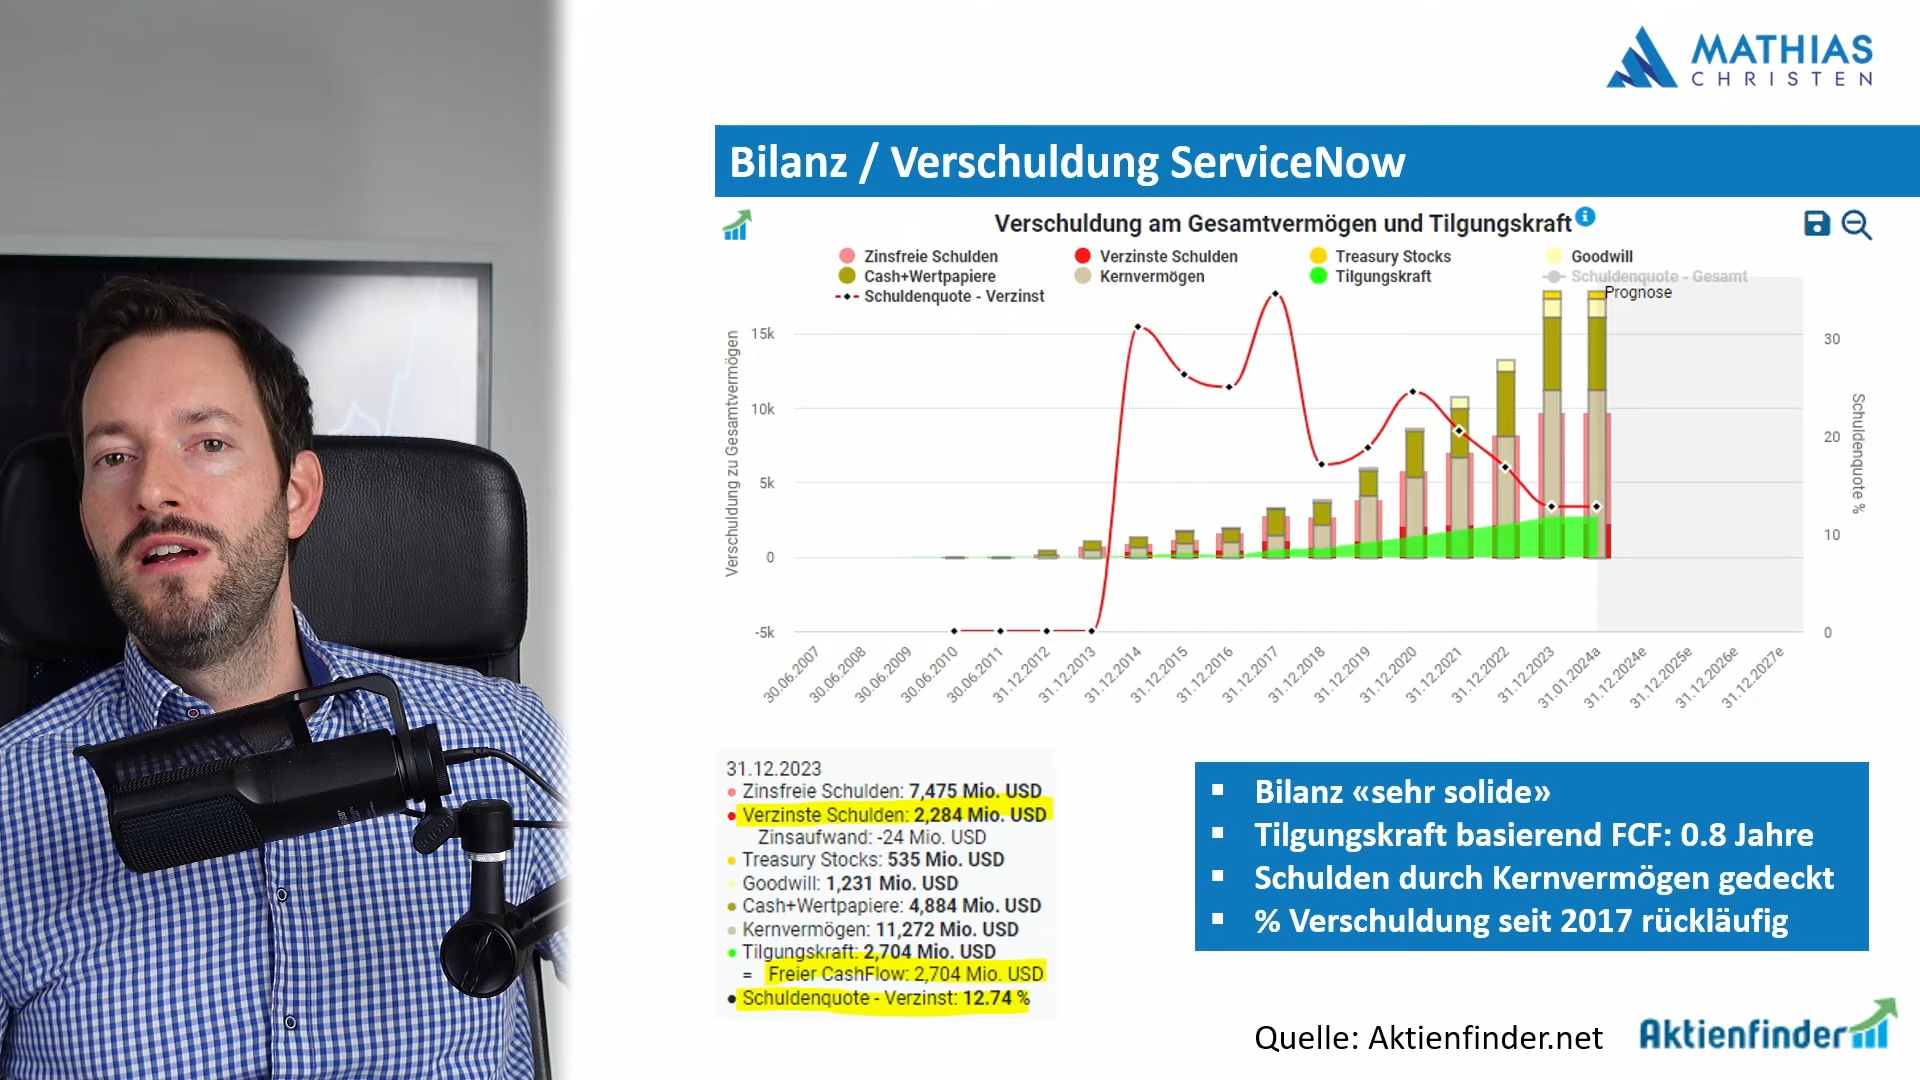 MATHIAS
CHRISTEN
Bilanz / Verschuldung ServiceNow
Verschuldung am Gesamtvermögen und Tilgungskraft i
Zinsfreie Schulden Verzinste Schulden Treasury Stocks Goodwill
Cash+Wertpapiere Kernvermögen Tilgungskraft Schuldenquote - Gesamt
Schuldenquote - Verzinst
Prognose
Verschuldung zu Gesamtvermögen
15k
10k
5k
0
-5k
30
20
10
0
Schuldenquote %
30.06.2007
30.06.2008
30.06.2009
30.06.2010
30.06.2011
31.12.2012
31.12.2013
31.12.2014
31.12.2015
31.12.2016
31.12.2017
31.12.2018
31.12.2019
31.12.2020
31.12.2021
31.12.2022
31.12.2023
31.01.2024a
31.12.2024e
31.12.2025e
31.12.2026e
31.12.2027e
31.12.2023
Zinsfreie Schulden: 7,475 Mio. USD
Verzinste Schulden: 2,284 Mio. USD
Zinsaufwand: -24 Mio. USD
Treasury Stocks: 535 Mio. USD
Goodwill: 1,231 Mio. USD
Cash+Wertpapiere: 4,884 Mio. USD
Kernvermögen: 11,272 Mio. USD
Tilgungskraft: 2,704 Mio. USD
= Freier CashFlow: 2,704 Mio. USD
Schuldenquote - Verzinst: 12.74 %
Bilanz «sehr solide»
Tilgungskraft basierend FCF: 0.8 Jahre
Schulden durch Kernvermögen gedeckt
% Verschuldung seit 2017 rückläufig
Quelle: Aktienfinder.net
Aktienfinder